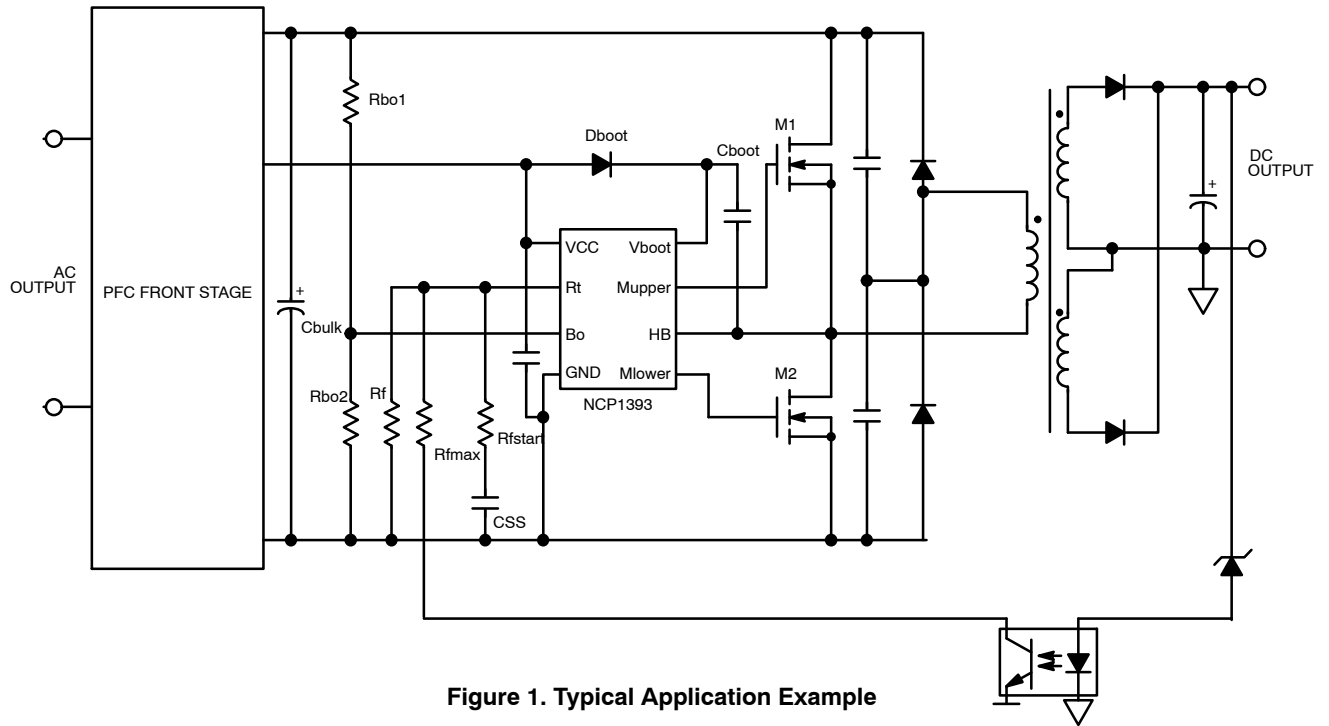 Rbo1
Dboot
Cboot
M1
DC
OUTPUT
+
VCC
Vboot
AC
OUTPUT
PFC FRONT STAGE
+
Rt
Mupper
Cbulk
Bo
HB
GND
Mlower
M2
Rbo2
Rf
NCP1393
Rfstart
Rfmax
CSS
Figure 1. Typical Application Example